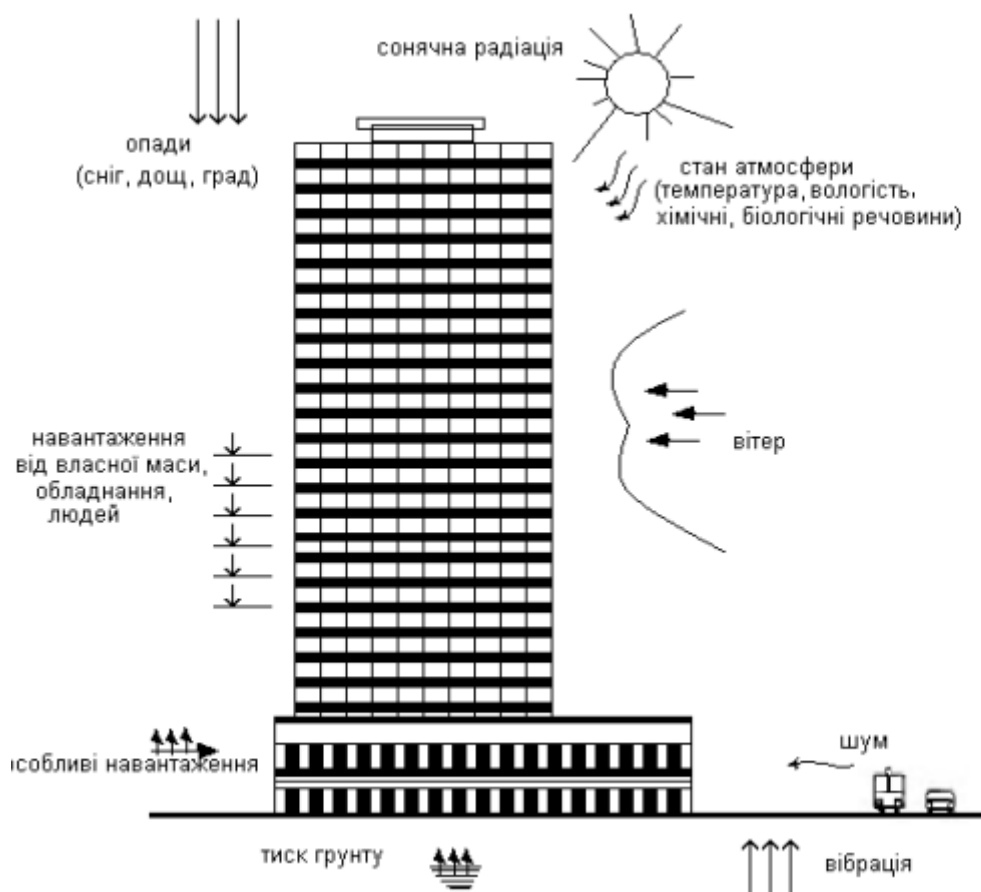 сонячна радіація
опади
(сніг, дощ, град)
стан атмосфери
(температура, вологість,
хімічні, біологічні речовини)
навантаження
від власної маси,
обладнання,
людей
вітер
особливі навантаження
шум
тиск грунту
вібрація